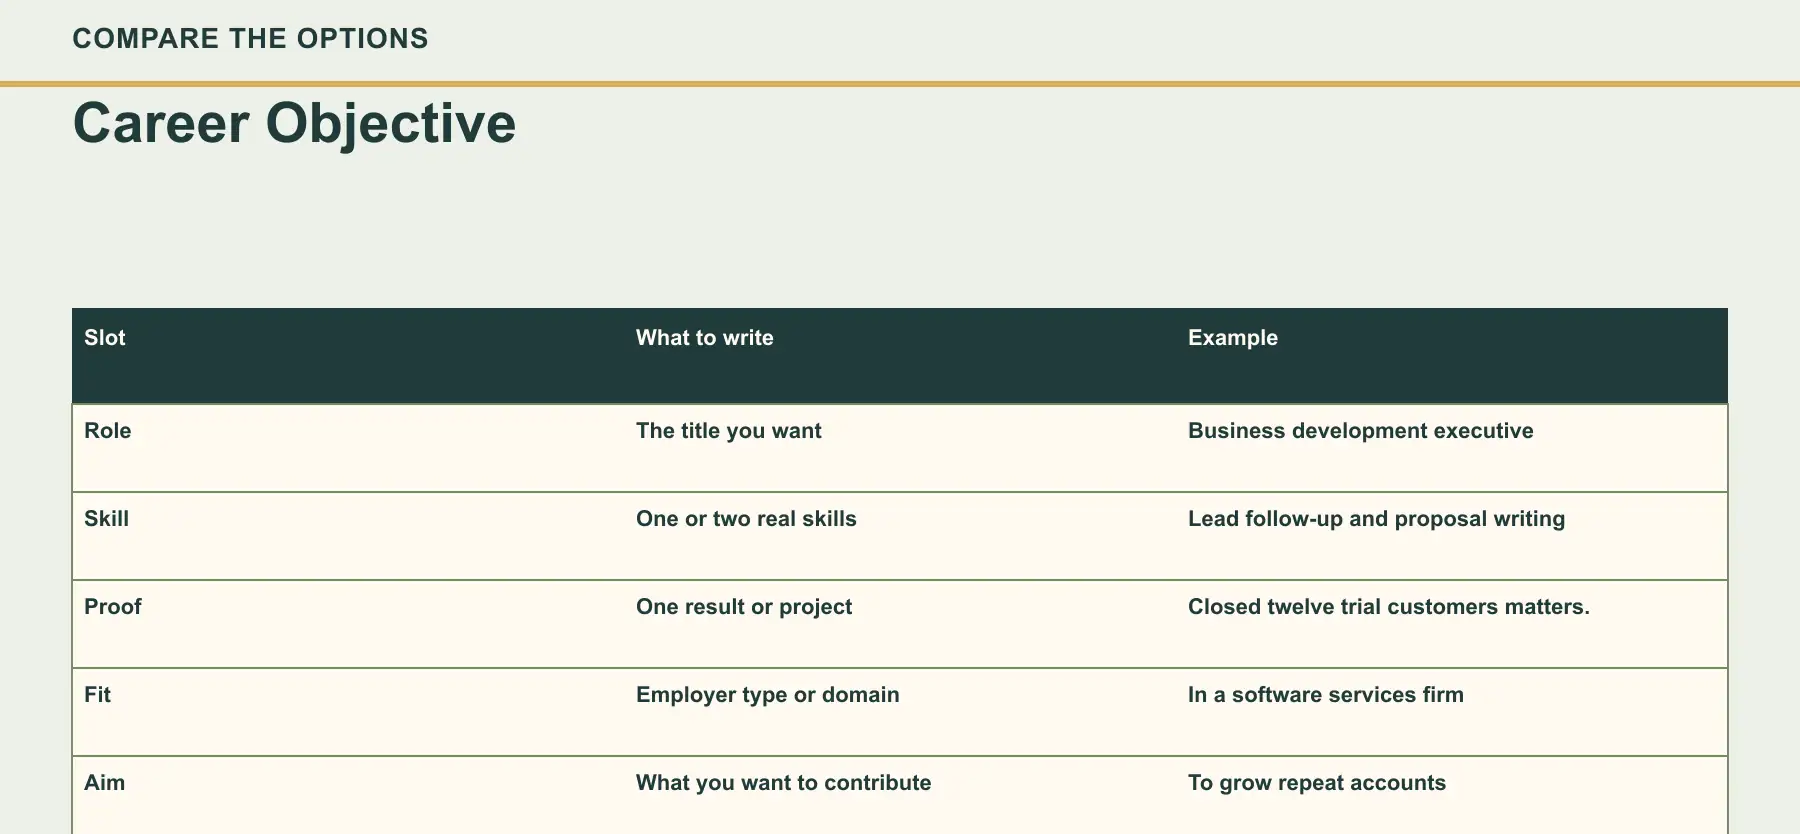 COMPARE THE OPTIONS
Career Objective
Slot What to write Example
Role The title you want Business development executive
Skill One or two real skills Lead follow-up and proposal writing
Proof One result or project Closed twelve trial customers matters.
Fit Employer type or domain In a software services firm
Aim What you want to contribute To grow repeat accounts